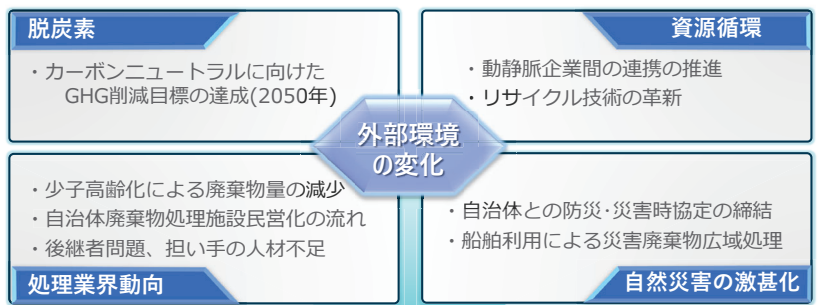 脱炭素
・カーボンニュートラルに向けた
GHG削減目標の達成(2050年)
資源循環
・動静脈企業間の連携の推進
・リサイクル技術の革新
外部環境
の変化
・少子高齢化による廃棄物量の減少
・自治体廃棄物処理施設民営化の流れ
・後継者問題、担い手の人材不足
処理業界動向
・自治体との防災・災害時協定の締結
・船舶利用による災害廃棄物広域処理
自然災害の激甚化